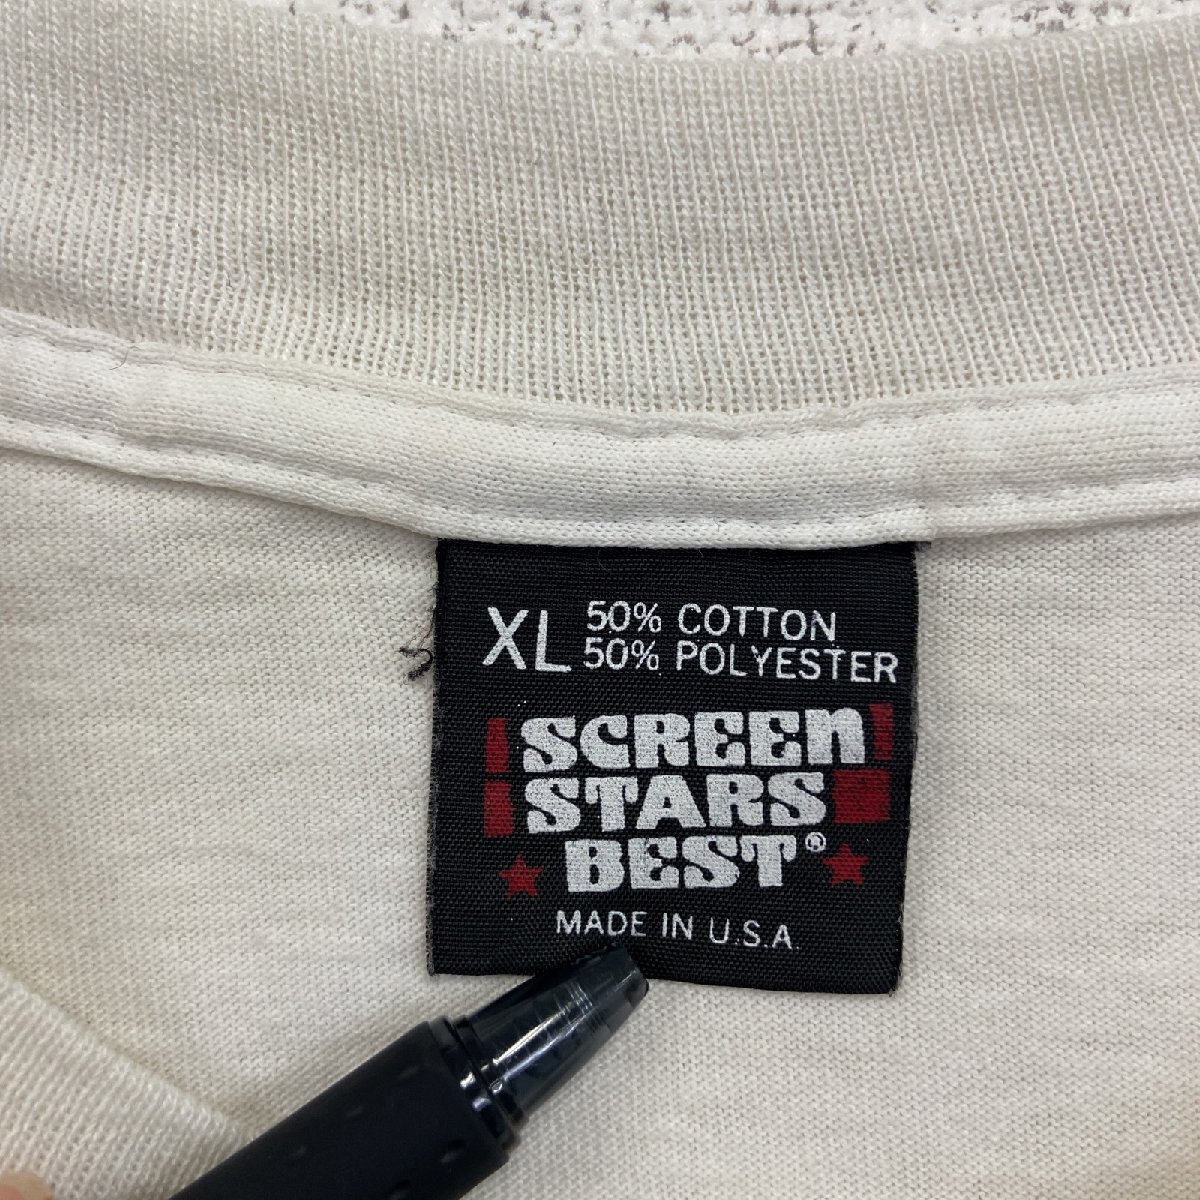 XL 50% COTTON
50% POLYESTER
SCREEN
STARS
BEST®
MADE IN U.S.A.